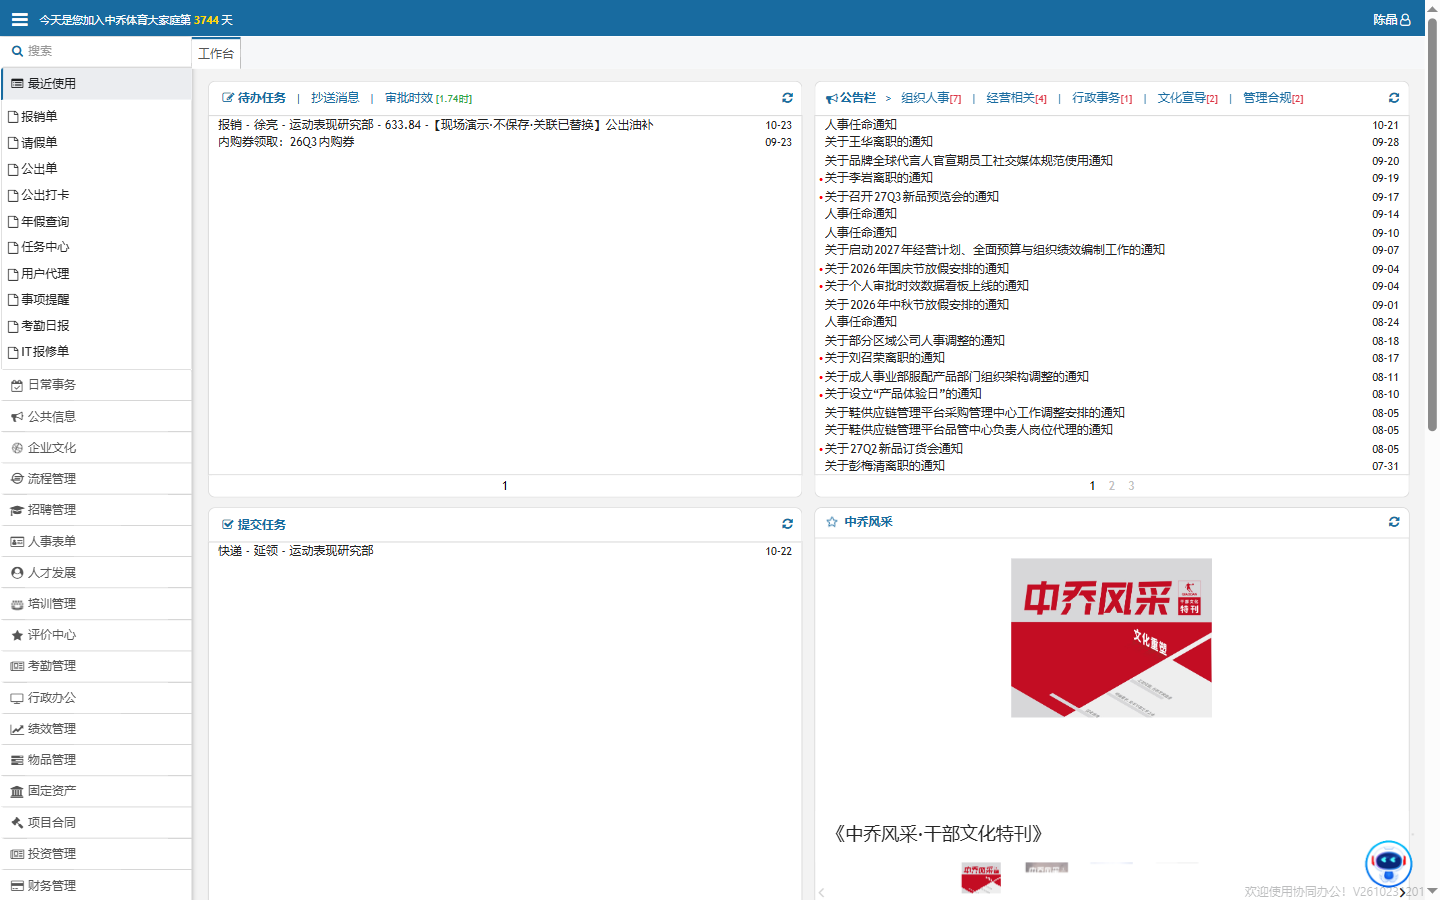 今天是您加入中乔体育大家庭第 3744 天
陈晶
搜索
工作台
最近使用
报销单
请假单
公出单
公出打卡
年假查询
任务中心
用户代理
事项提醒
考勤日报
IT报修单
日常事务
公共信息
企业文化
流程管理
招聘管理
人事表单
人才发展
培训管理
评价中心
考勤管理
行政办公
绩效管理
物品管理
固定资产
项目合同
投资管理
财务管理
待办任务 | 抄送消息 | 审批时效 [1.74时]
报销 - 徐亮 - 运动表现研究部 - 633.84 -【现场演示·不保存·关联已替换】公出油补 10-23
内购券领取：26Q3内购券 09-23
1
公告栏 > 组织人事[7] | 经营相关[4] | 行政事务[1] | 文化宣导[2] | 管理合规[2]
人事任命通知 10-21
关于王华离职的通知 09-28
关于品牌全球代言人官宣期员工社交媒体规范使用通知 09-20
关于李岩离职的通知 09-19
关于召开27Q3新品预览会的通知 09-17
人事任命通知 09-14
人事任命通知 09-10
关于启动2027年经营计划、全面预算与组织绩效编制工作的通知 09-07
关于2026年国庆节放假安排的通知 09-04
关于个人审批时效数据看板上线的通知 09-04
关于2026年中秋节放假安排的通知 09-01
人事任命通知 08-24
关于部分区域公司人事调整的通知 08-18
关于刘召荣离职的通知 08-17
关于成人事业部服配产品部门组织架构调整的通知 08-11
关于设立“产品体验日”的通知 08-10
关于鞋供应链管理平台采购管理中心工作调整安排的通知 08-05
关于鞋供应链管理平台品管中心负责人岗位代理的通知 08-05
关于27Q2新品订货会通知 08-05
关于彭梅清离职的通知 07-31
1 2 3
提交任务
快递 - 延领 - 运动表现研究部 10-22
中乔风采
中乔风采
干部文化
特刊
文化重塑
《中乔风采·干部文化特刊》
中乔风采
中乔风采
欢迎使用协同办公！